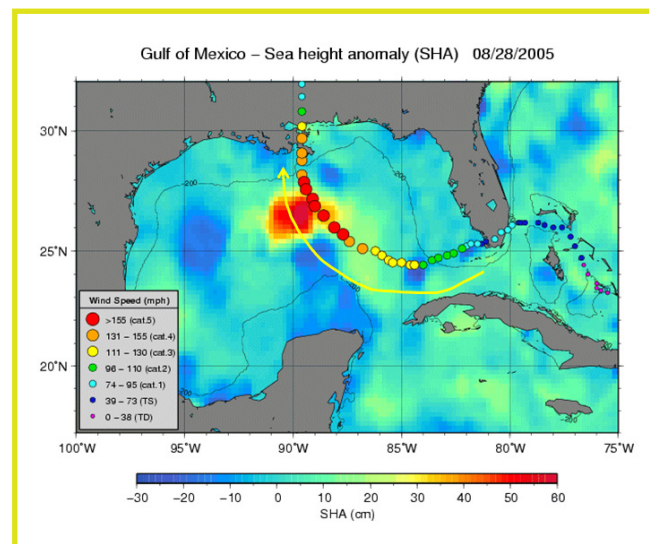 Gulf of Mexico – Sea height anomaly (SHA) 08/28/2005
30°N
25°N
20°N
200
Wind Speed (mph)
>155 (cat.5)
131 – 155 (cat.4)
111 – 130 (cat.3)
96 – 110 (cat.2)
74 – 95 (cat.1)
39 – 73 (TS)
0 – 38 (TD)
100°W 95°W 90°W 85°W 80°W 75°W
−30 −20 −10 0 10 20 30 40 50 60
SHA (cm)